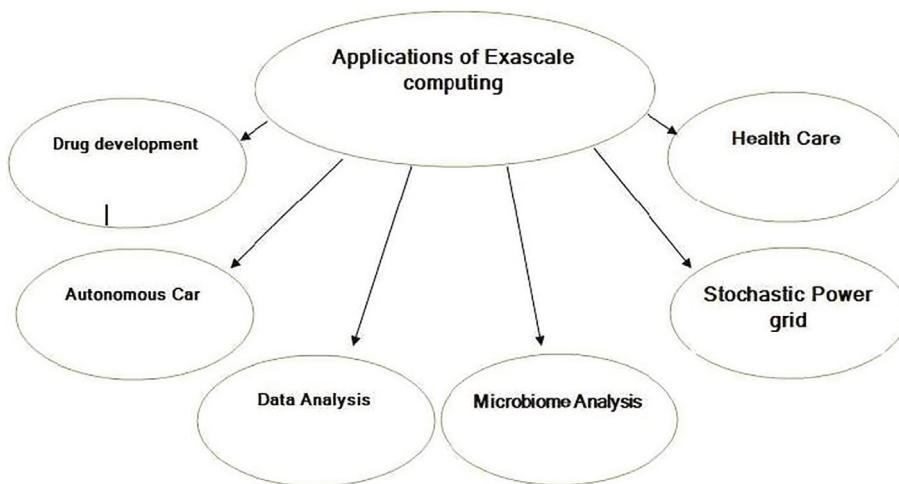 Applications of Exascale
computing
Drug development
Health Care
Autonomous Car
Stochastic Power
grid
Data Analysis
Microbiome Analysis